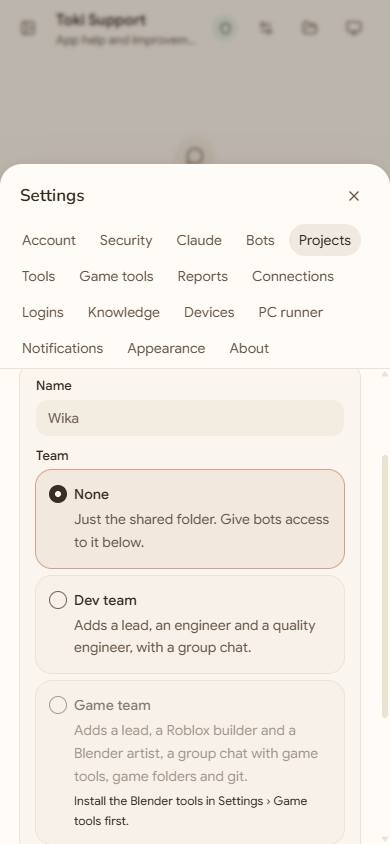 Toki Support
App help and improvem...
Settings
Account Security Claude Bots Projects
Tools Game tools Reports Connections
Logins Knowledge Devices PC runner
Notifications Appearance About
Name
Wika
Team
None
Just the shared folder. Give bots access
to it below.
Dev team
Adds a lead, an engineer and a quality
engineer, with a group chat.
Game team
Adds a lead, a Roblox builder and a
Blender artist, a group chat with game
tools, game folders and git.
Install the Blender tools in Settings › Game
tools first.